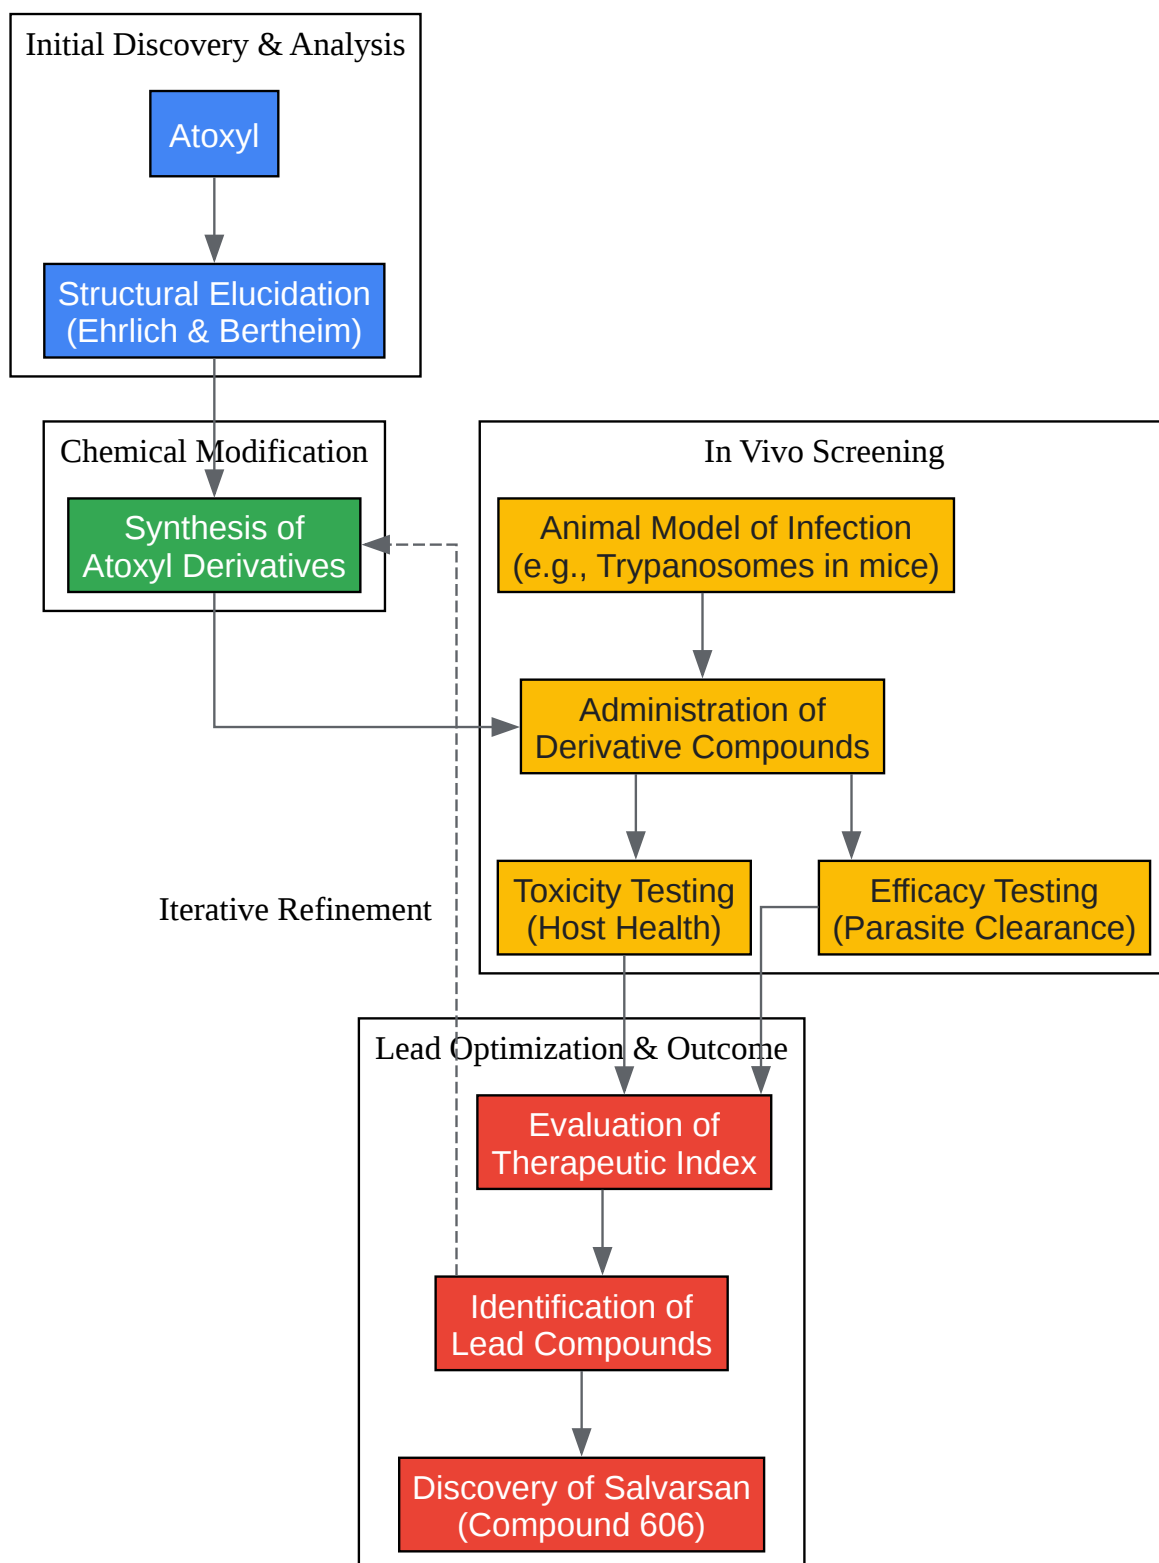 Initial Discovery & Analysis
Atoxyl
Structural Elucidation
(Ehrlich & Bertheim)
Chemical Modification
Synthesis of
Atoxyl Derivatives
In Vivo Screening
Animal Model of Infection
(e.g., Trypanosomes in mice)
Administration of
Derivative Compounds
Toxicity Testing
(Host Health)
Efficacy Testing
(Parasite Clearance)
Iterative Refinement
Lead Optimization & Outcome
Evaluation of
Therapeutic Index
Identification of
Lead Compounds
Discovery of Salvarsan
(Compound 606)